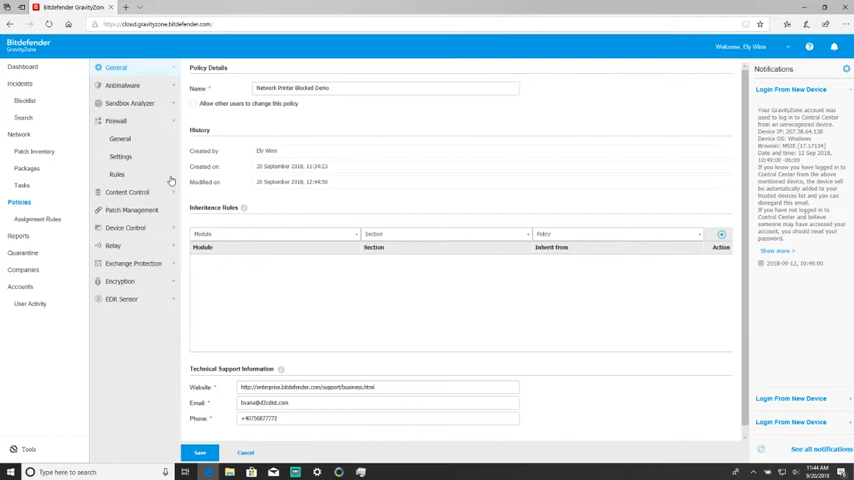 Bitdefender GravityZone
https://cloud.gravityzone.bitdefender.com/
Bitdefender
GravityZone
Welcome, Ely Winn
Dashboard
Incidents
Blocklist
Search
Network
Patch Inventory
Packages
Tasks
Policies
Assignment Rules
Reports
Quarantine
Companies
Accounts
User Activity
Tools
General
Antimalware
Sandbox Analyzer
Firewall
General
Settings
Rules
Content Control
Patch Management
Device Control
Relay
Exchange Protection
Encryption
EDR Sensor
Policy Details
Name: * Network Printer Blocked Demo
Allow other users to change this policy
History
Created by Ely Winn
Created on 20 September 2018, 11:34:23
Modified on 20 September 2018, 12:44:50
Inheritance Rules
Module Section Policy
Module Section Inherit from Action
Technical Support Information
Website: * http://enterprise.bitdefender.com/support/business.html
Email: * bvana@d2cdist.com
Phone: * +40756877772
Save Cancel
Notifications
Login From New Device
Your GravityZone account was
used to log in to Control Center
from an unrecognized device.
Device IP: 207.38.64.138
Device OS: Windows
Browser: MSIE (17.17134)
Date and time: 12 Sep 2018,
10:49:00 -06:00
If you have logged in to
Control Center from the above
mentioned device, the device
will be automatically added to
your trusted devices list and
you can disregard this email.
If you have not logged in to
Control Center and believe
someone may have accessed
your account, you should
reset your password.
Show more >
2018-09-12, 10:49:00
Login From New Device
Login From New Device
See all notifications
Type here to search
11:44 AM
9/20/2018